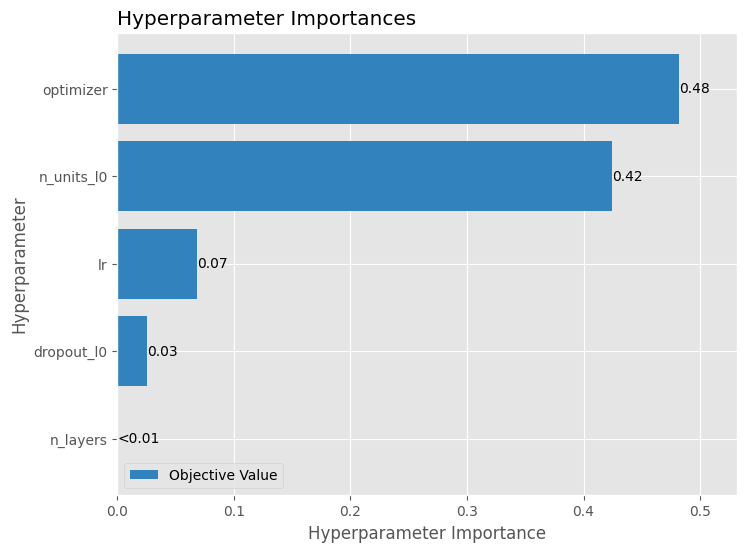 Hyperparameter Importances
Hyperparameter
optimizer
0.48
n_units_l0
0.42
lr
0.07
dropout_l0
0.03
n_layers
<0.01
Objective Value
0.0
0.1
0.2
0.3
0.4
0.5
Hyperparameter Importance